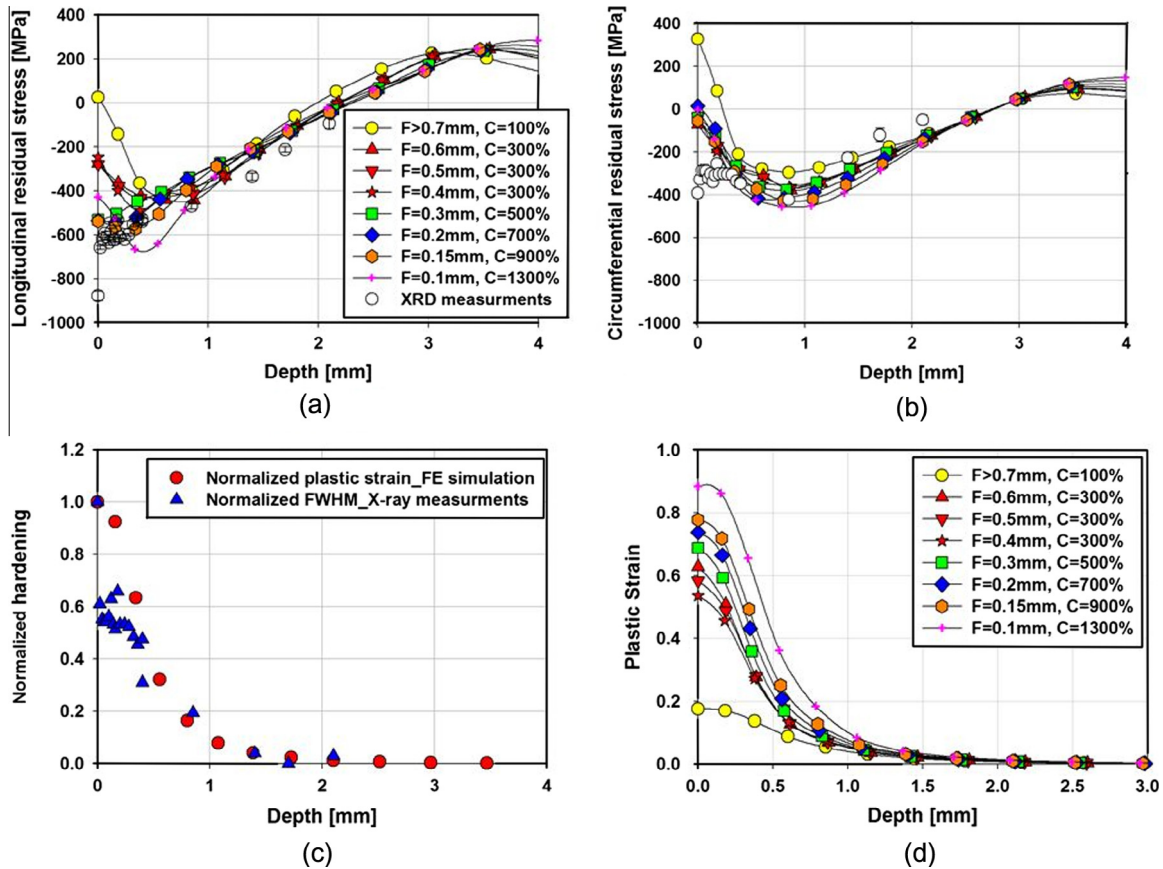 Longitudinal residual stress [MPa]
400
200
0
-200
-400
-600
-800
-1000
0 1 2 3 4
Depth [mm]
F>0.7mm, C=100%
F=0.6mm, C=300%
F=0.5mm, C=300%
F=0.4mm, C=300%
F=0.3mm, C=500%
F=0.2mm, C=700%
F=0.15mm, C=900%
F=0.1mm, C=1300%
XRD measurments
(a)
Circumferential residual stress [MPa]
400
200
0
-200
-400
-600
-800
-1000
0 1 2 3 4
Depth [mm]
(b)
Normalized hardening
1.2
1.0
0.8
0.6
0.4
0.2
0.0
0 1 2 3 4
Depth [mm]
Normalized plastic strain_FE simulation
Normalized FWHM_X-ray measurments
(c)
Plastic Strain
1.0
0.8
0.6
0.4
0.2
0.0
0.0 0.5 1.0 1.5 2.0 2.5 3.0
Depth [mm]
F>0.7mm, C=100%
F=0.6mm, C=300%
F=0.5mm, C=300%
F=0.4mm, C=300%
F=0.3mm, C=500%
F=0.2mm, C=700%
F=0.15mm, C=900%
F=0.1mm, C=1300%
(d)